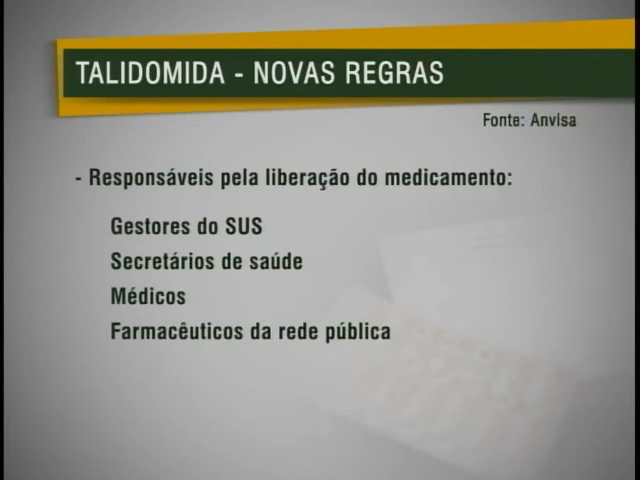 TALIDOMIDA - NOVAS REGRAS
Fonte: Anvisa
- Responsáveis pela liberação do medicamento:
Gestores do SUS
Secretários de saúde
Médicos
Farmacêuticos da rede pública